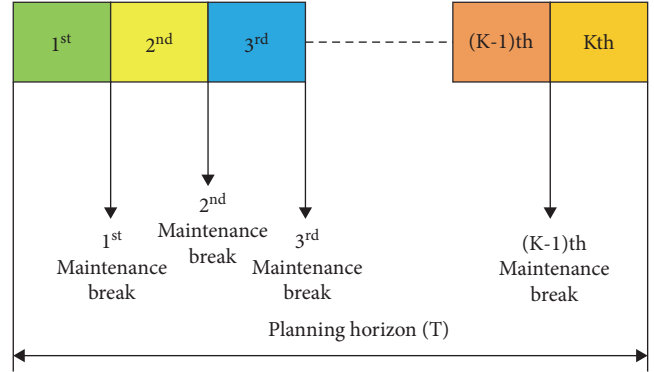 1st
2nd
3rd
(K-1)th
Kth
1st
Maintenance
break
2nd
Maintenance
break
3rd
Maintenance
break
(K-1)th
Maintenance
break
Planning horizon (T)